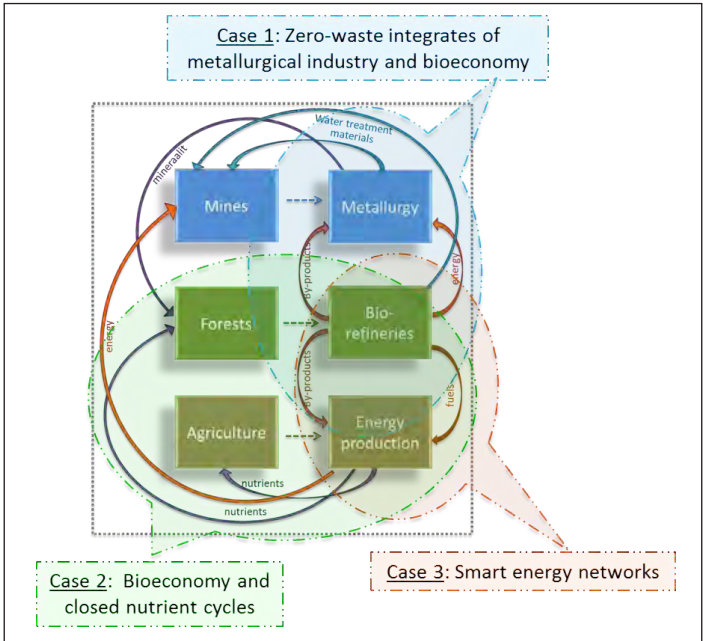 Case 1: Zero-waste integrates of
metallurgical industry and bioeconomy
Water treatment
materials
mineraalit
Mines
Metallurgy
By-products
energy
energy
Forests
Bio-
refineries
By-products
fuels
Agriculture
Energy
production
nutrients
nutrients
Case 2: Bioeconomy and
closed nutrient cycles
Case 3: Smart energy networks